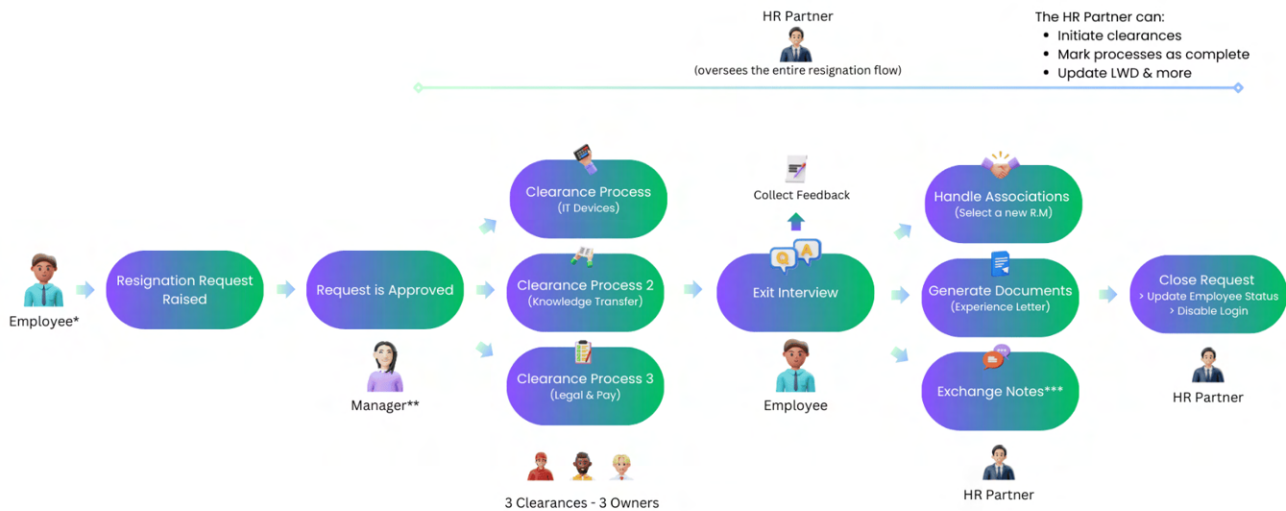 HR Partner
(oversees the entire resignation flow)
The HR Partner can:
• Initiate clearances
• Mark processes as complete
• Update LWD & more
Employee*
Resignation Request
Raised
Request is Approved
Manager**
Clearance Process
(IT Devices)
Clearance Process 2
(Knowledge Transfer)
Clearance Process 3
(Legal & Pay)
3 Clearances - 3 Owners
Collect Feedback
Q A
Exit Interview
Employee
Handle Associations
(Select a new R.M)
Generate Documents
(Experience Letter)
Exchange Notes***
HR Partner
Close Request
> Update Employee Status
> Disable Login
HR Partner